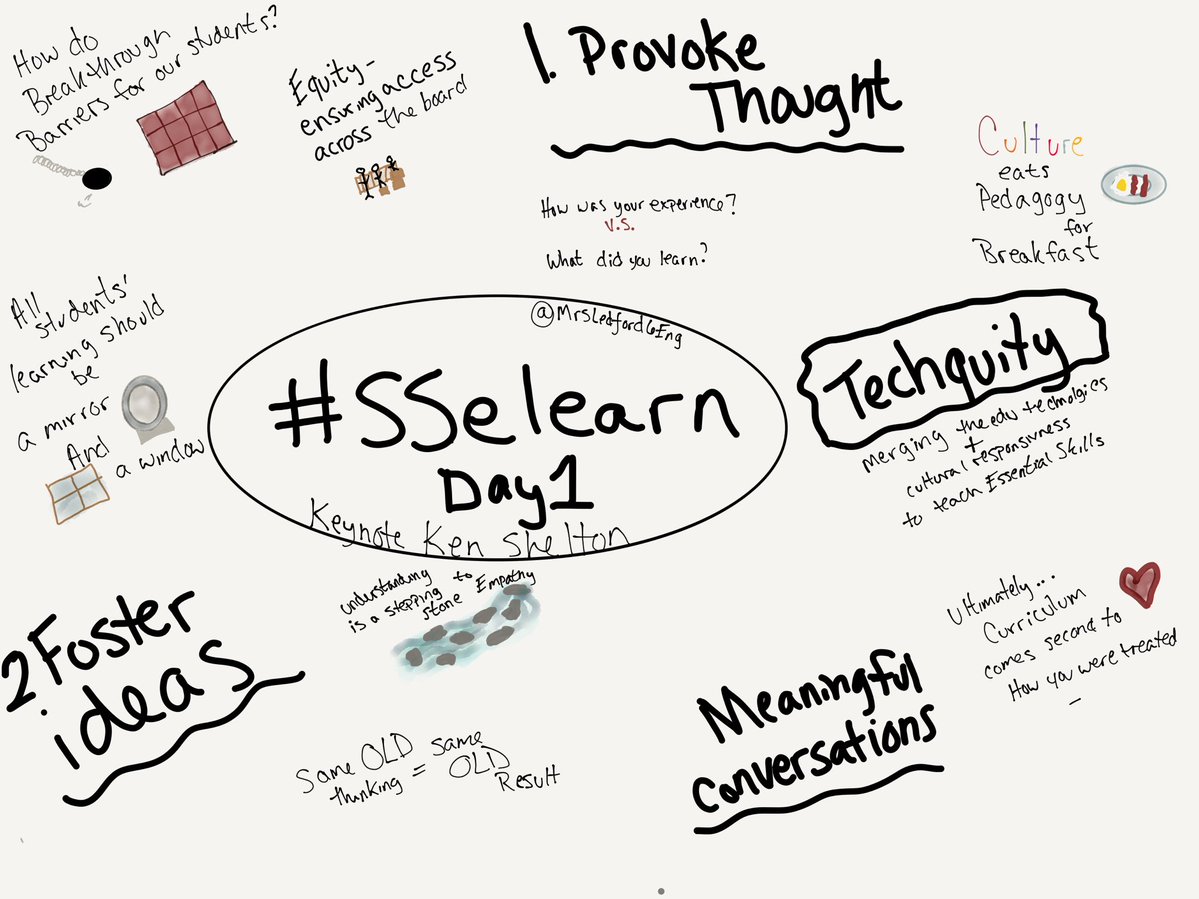 How do
Breakthrough
Barriers for our students?
Equity-
ensuring access
across the board
1. Provoke
Thought
How was your experience?
v.s.
What did you learn?
Culture
eats
Pedagogy
for
Breakfast
All
students'
learning should
be
a mirror
And
a window
@MrsLedford6Eng
#SSelearn
Day 1
Keynote Ken Shelton
Techquity
merging the edu technolgies
+
cultural responsivness
to teach Essential Skills
understanding
is a stepping to
stone Empathy
2 Foster
ideas
Same OLD
thinking = same
OLD
Result
Meaningful
conversations
Ultimately...
Curriculum
comes second to
How you were treated